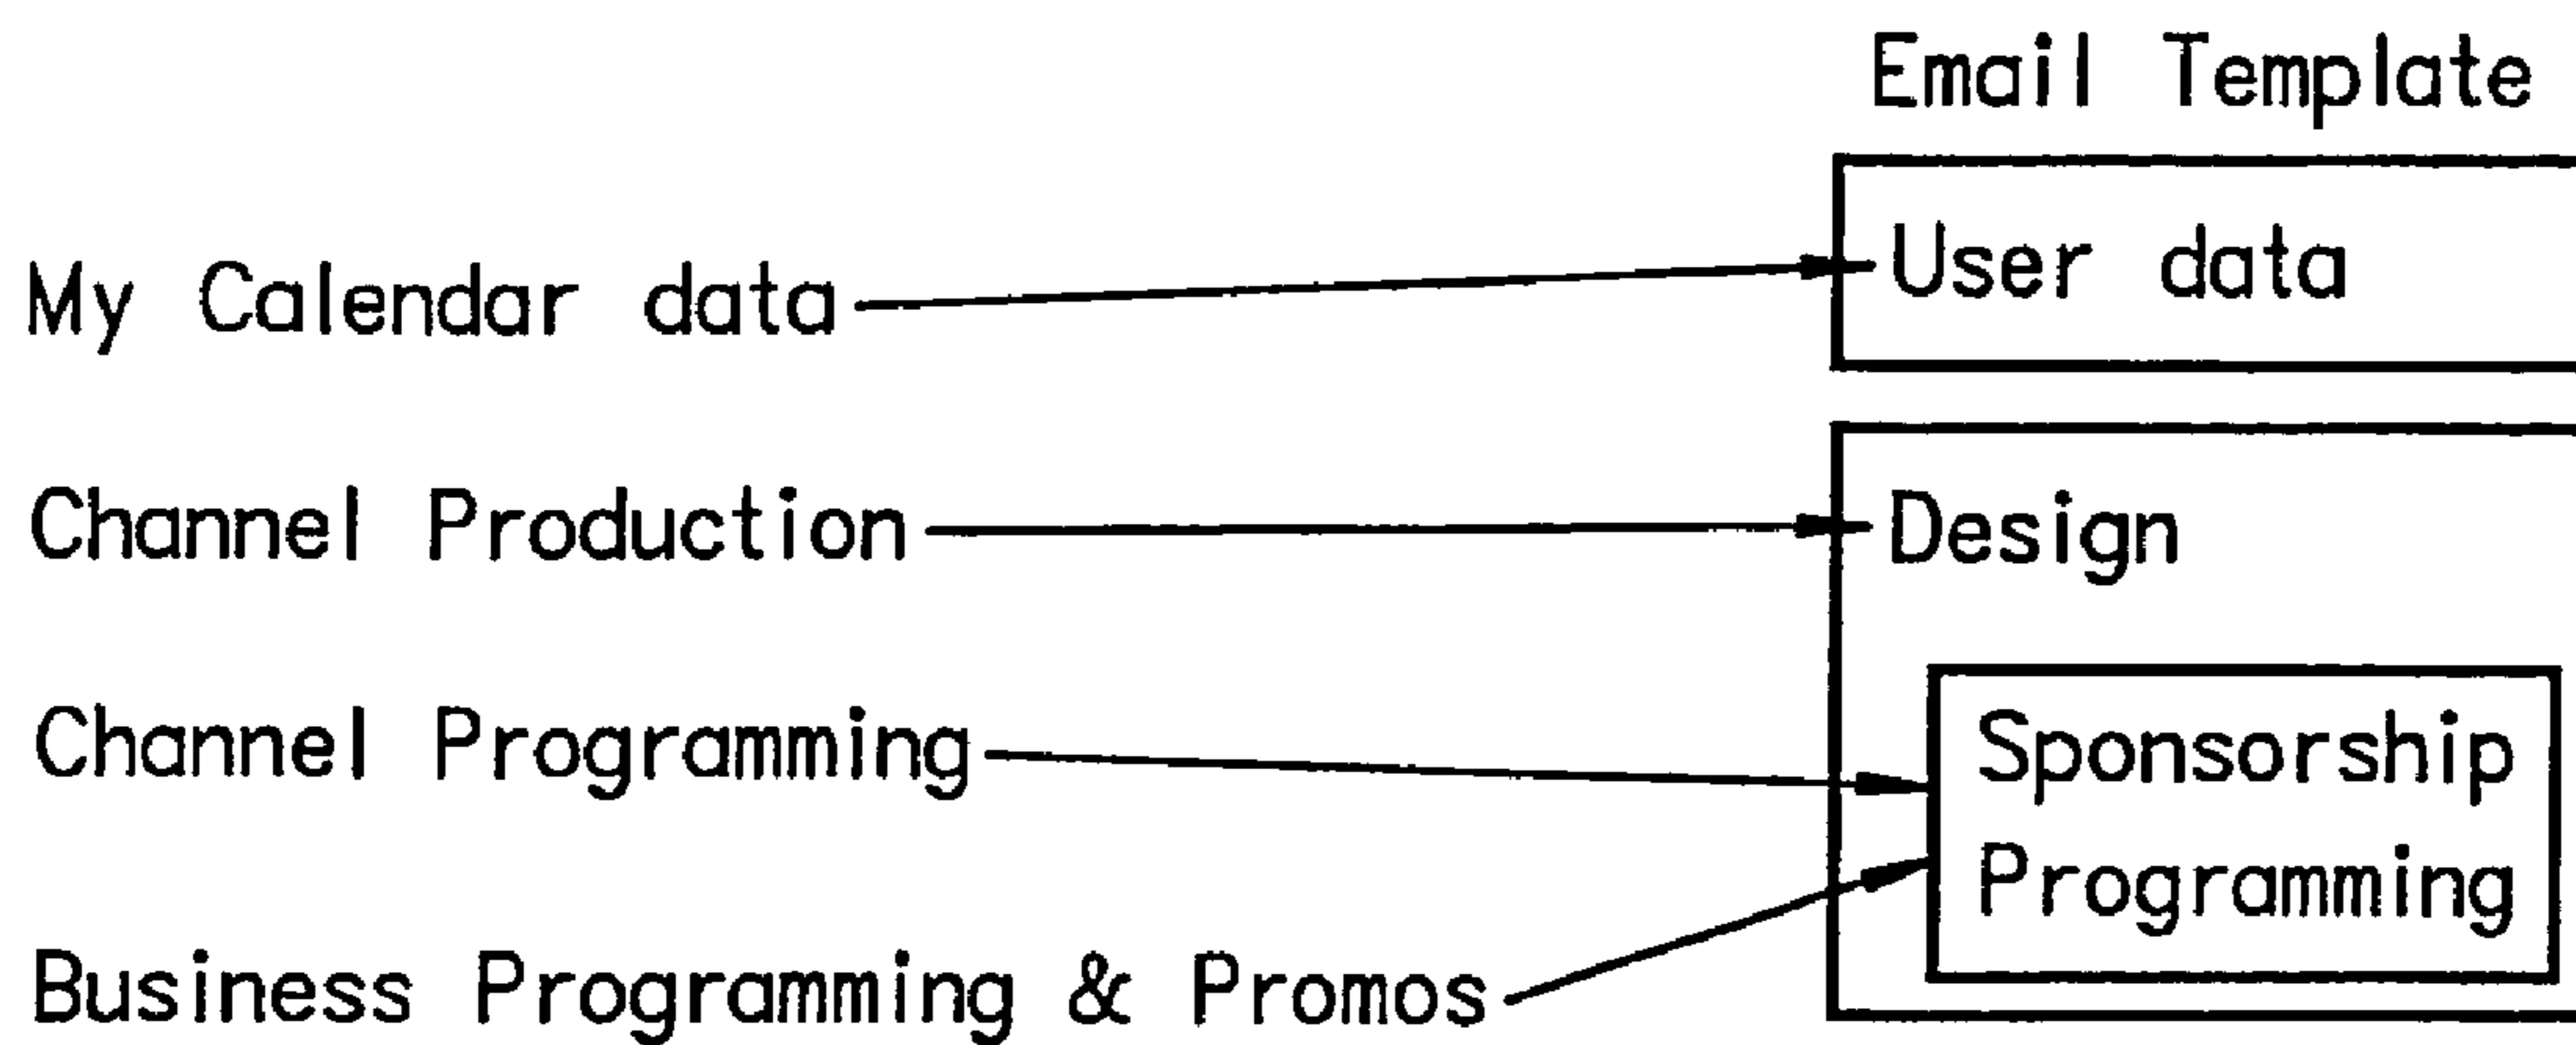 Email Template
My Calendar data
User data
Channel Production
Design
Channel Programming
Sponsorship
Programming
Business Programming & Promos